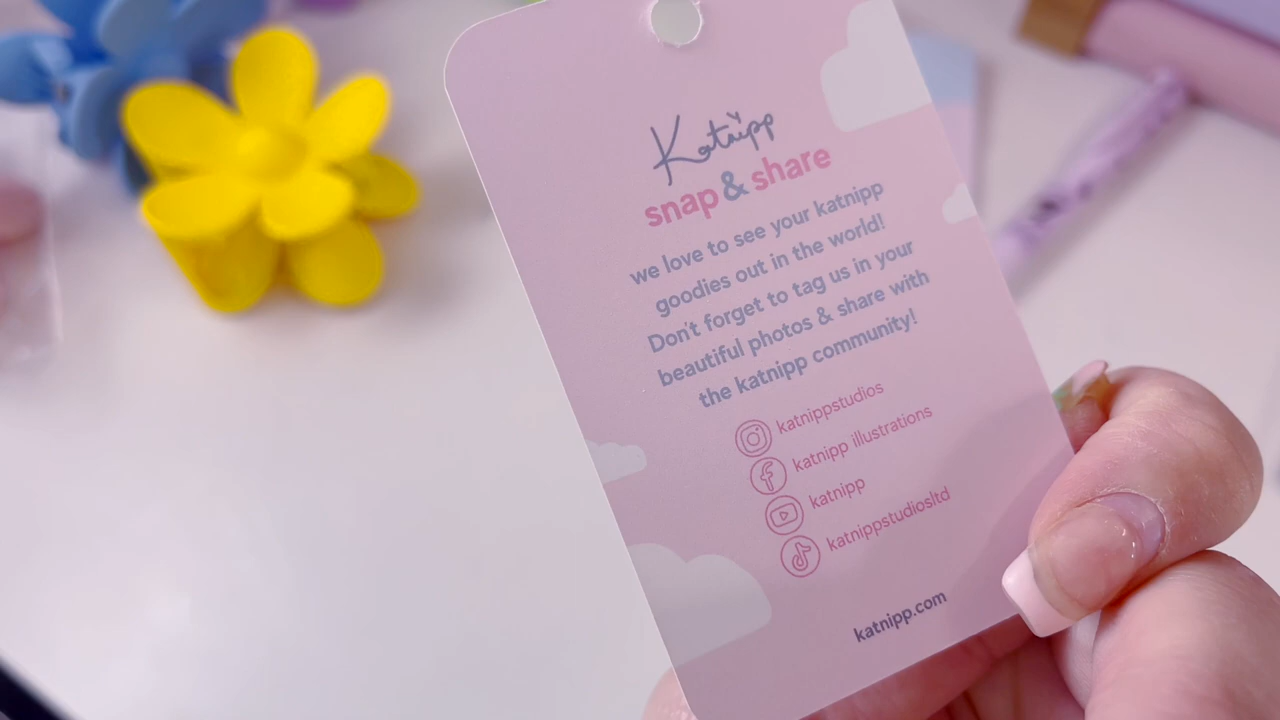 Katnipp
snap & share
we love to see your katnipp
goodies out in the world!
Don't forget to tag us in your
beautiful photos & share with
the katnipp community!
katnippstudios
katnipp illustrations
katnipp
katnippstudiosltd
katnipp.com